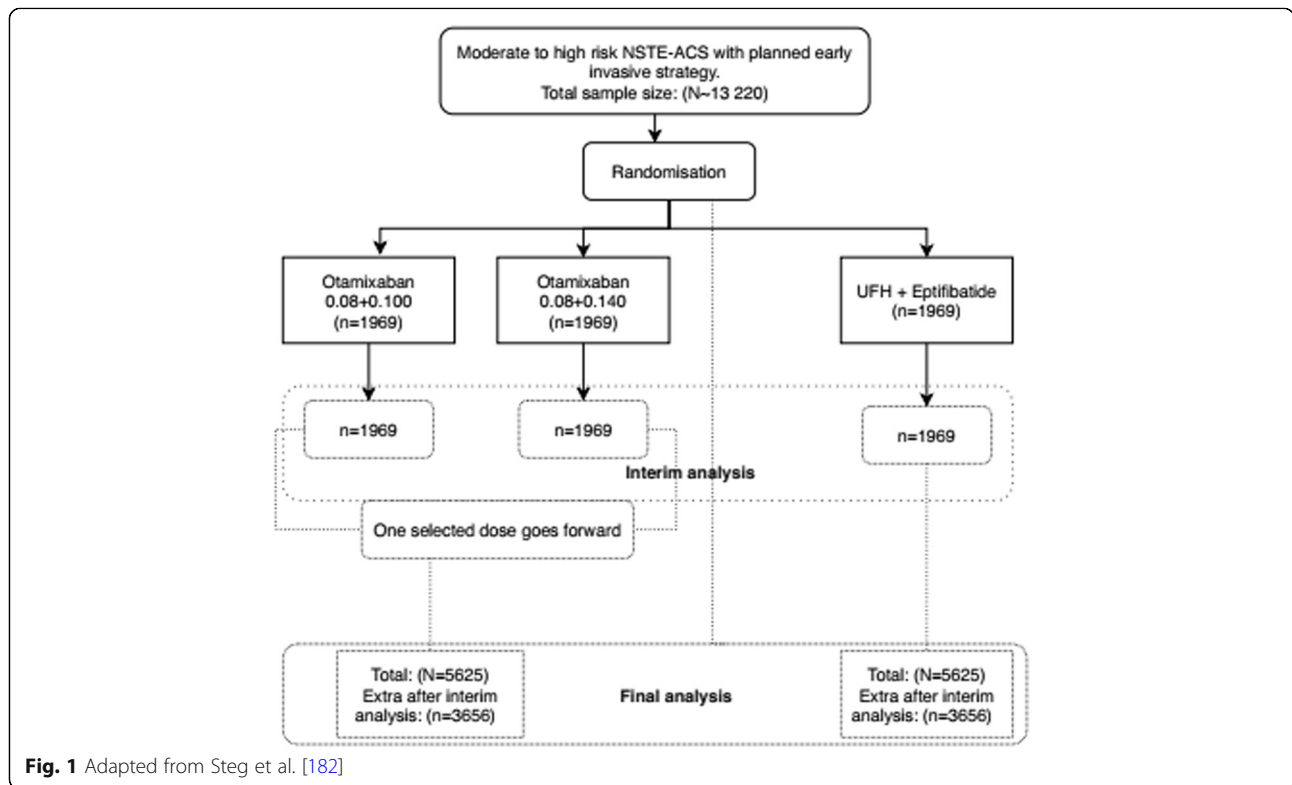 Moderate to high risk NSTE-ACS with planned early
invasive strategy.
Total sample size: (N~13 220)
Randomisation
Otamixaban
0.08+0.100
(n=1969)
Otamixaban
0.08+0.140
(n=1969)
UFH + Eptifibatide
(n=1969)
n=1969
n=1969
n=1969
Interim analysis
One selected dose goes forward
Total: (N=5625)
Extra after interim
analysis: (n=3656)
Final analysis
Total: (N=5625)
Extra after interim
analysis: (n=3656)
Fig. 1 Adapted from Steg et al. [182]